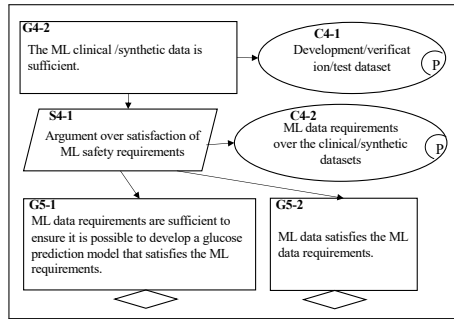 G4-2
The ML clinical /synthetic data is
sufficient.
C4-1
Development/verificat
ion/test dataset
P
S4-1
Argument over satisfaction of
ML safety requirements
C4-2
ML data requirements
over the clinical/synthetic
datasets
P
G5-1
ML data requirements are sufficient to
ensure it is possible to develop a glucose
prediction model that satisfies the ML
requirements.
G5-2
ML data satisfies the ML
data requirements.